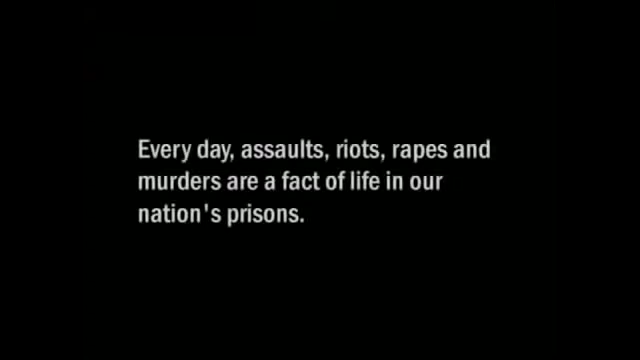 Every day, assaults, riots, rapes and
murders are a fact of life in our
nation's prisons.